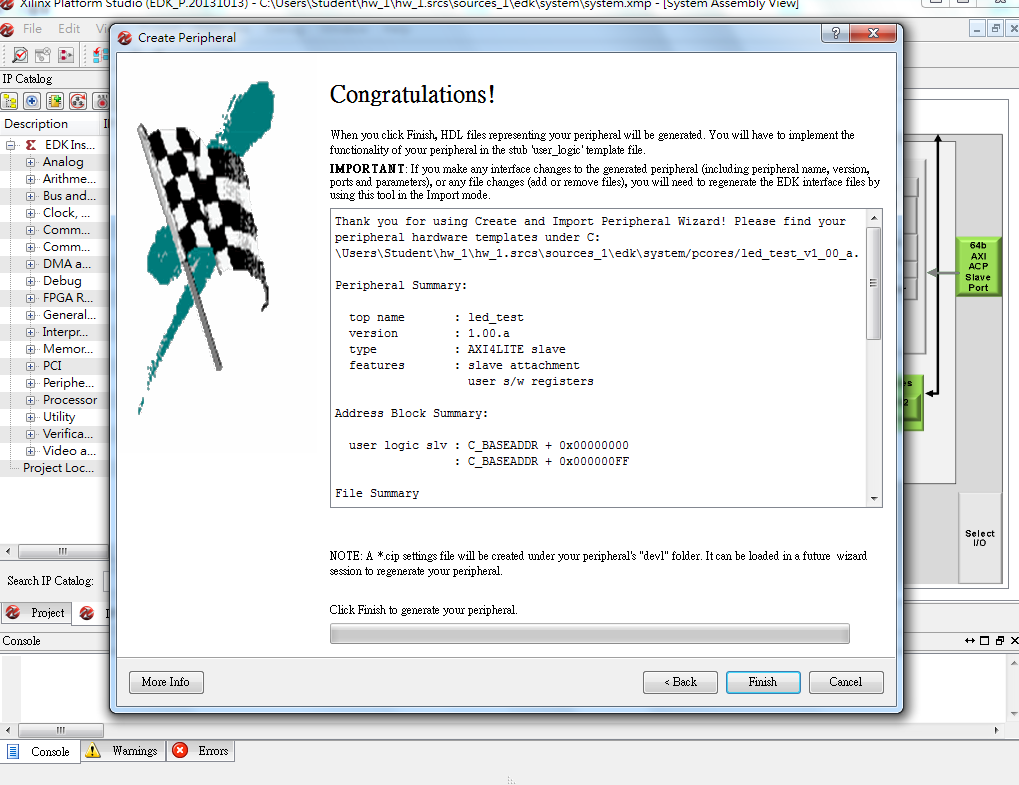 Xilinx Platform Studio (EDK_P.20131013) - C:\Users\Student\hw_1\hw_1.srcs\sources_1\edk\system\system.xmp - [System Assembly View]
File Edit
IP Catalog
Description
EDK Ins...
Analog
Arithme...
Bus and...
Clock, ...
Comm...
Comm...
DMA a...
Debug
FPGA R...
General...
Interpr...
Memor...
PCI
Periphe...
Processor
Utility
Verifica...
Video a...
Project Loc...
Search IP Catalog:
Project
Console
Console Warnings Errors
Create Peripheral
Congratulations!
When you click Finish, HDL files representing your peripheral will be generated. You will have to implement the
functionality of your peripheral in the stub 'user_logic' template file.
IMPORTANT: If you make any interface changes to the generated peripheral (including peripheral name, version,
ports and parameters), or any file changes (add or remove files), you will need to regenerate the EDK interface files by
using this tool in the Import mode.
Thank you for using Create and Import Peripheral Wizard! Please find your
peripheral hardware templates under C:
\Users\Student\hw_1\hw_1.srcs\sources_1\edk\system/pcores/led_test_v1_00_a.
Peripheral Summary:
top name : led_test
version : 1.00.a
type : AXI4LITE slave
features : slave attachment
user s/w registers
Address Block Summary:
user logic slv : C_BASEADDR + 0x00000000
: C_BASEADDR + 0x000000FF
File Summary
NOTE: A *.cip settings file will be created under your peripheral's "devl" folder. It can be loaded in a future wizard
session to regenerate your peripheral.
Click Finish to generate your peripheral.
More Info < Back Finish Cancel
64b
AXI
ACP
Slave
Port
2
Select
I/O